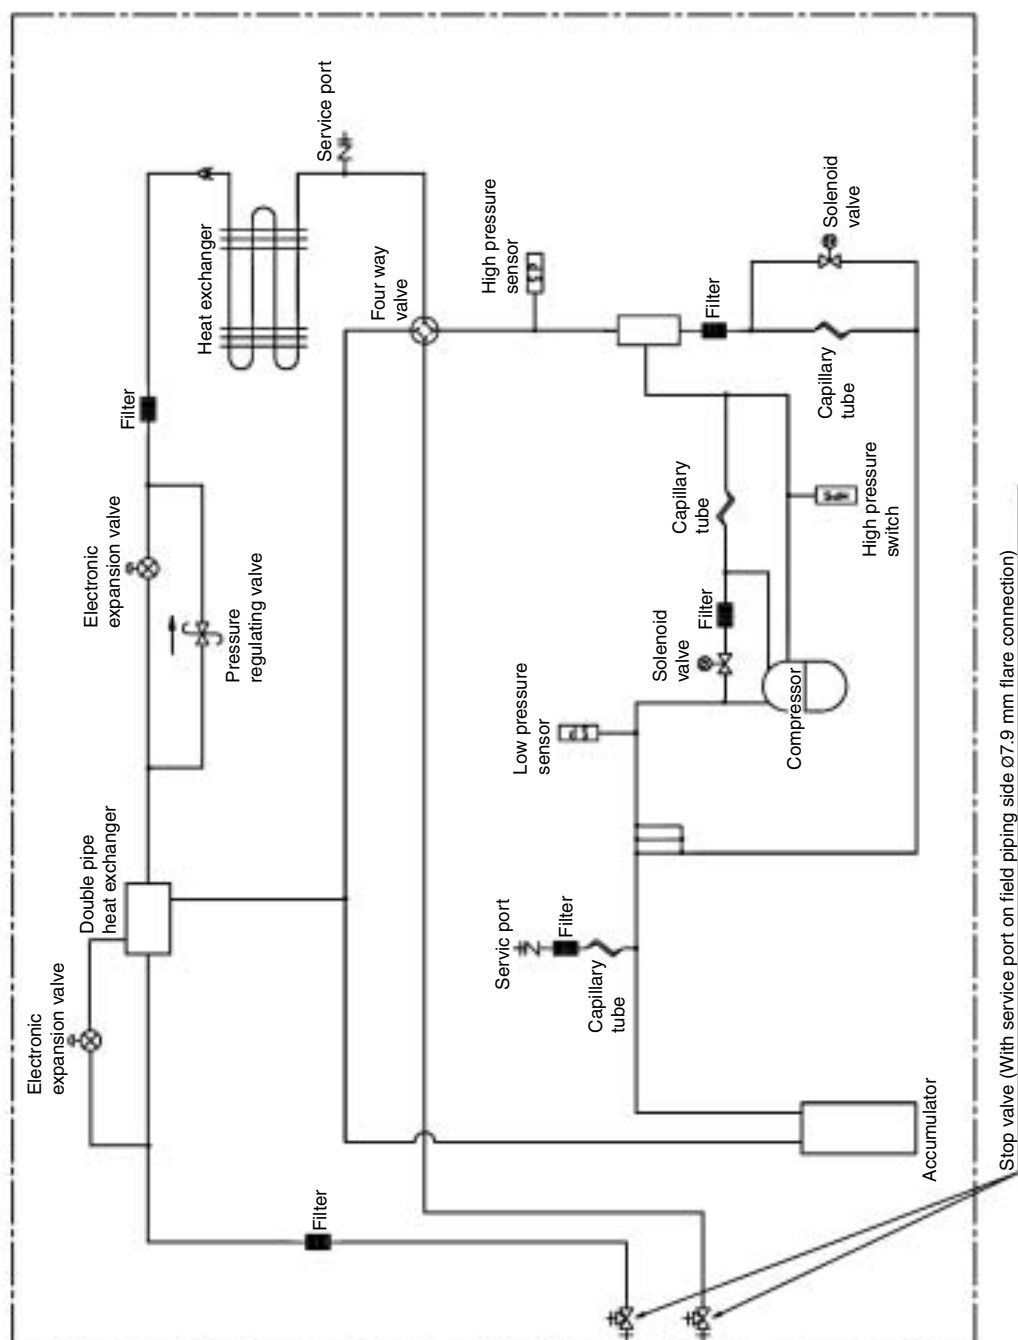 Service port
Heat exchanger
Four way
valve
High pressure
sensor
Solenoid
valve
Filter
Capillary
tube
Filter
Electronic
expansion valve
Pressure
regulating valve
Capillary
tube
High pressure
switch
Filter
Solenoid
valve
Compressor
Low pressure
sensor
Double pipe
heat exchanger
Servic port
Filter
Capillary
tube
Electronic
expansion valve
Accumulator
Filter
Stop valve (With service port on field piping side Ø7.9 mm flare connection)